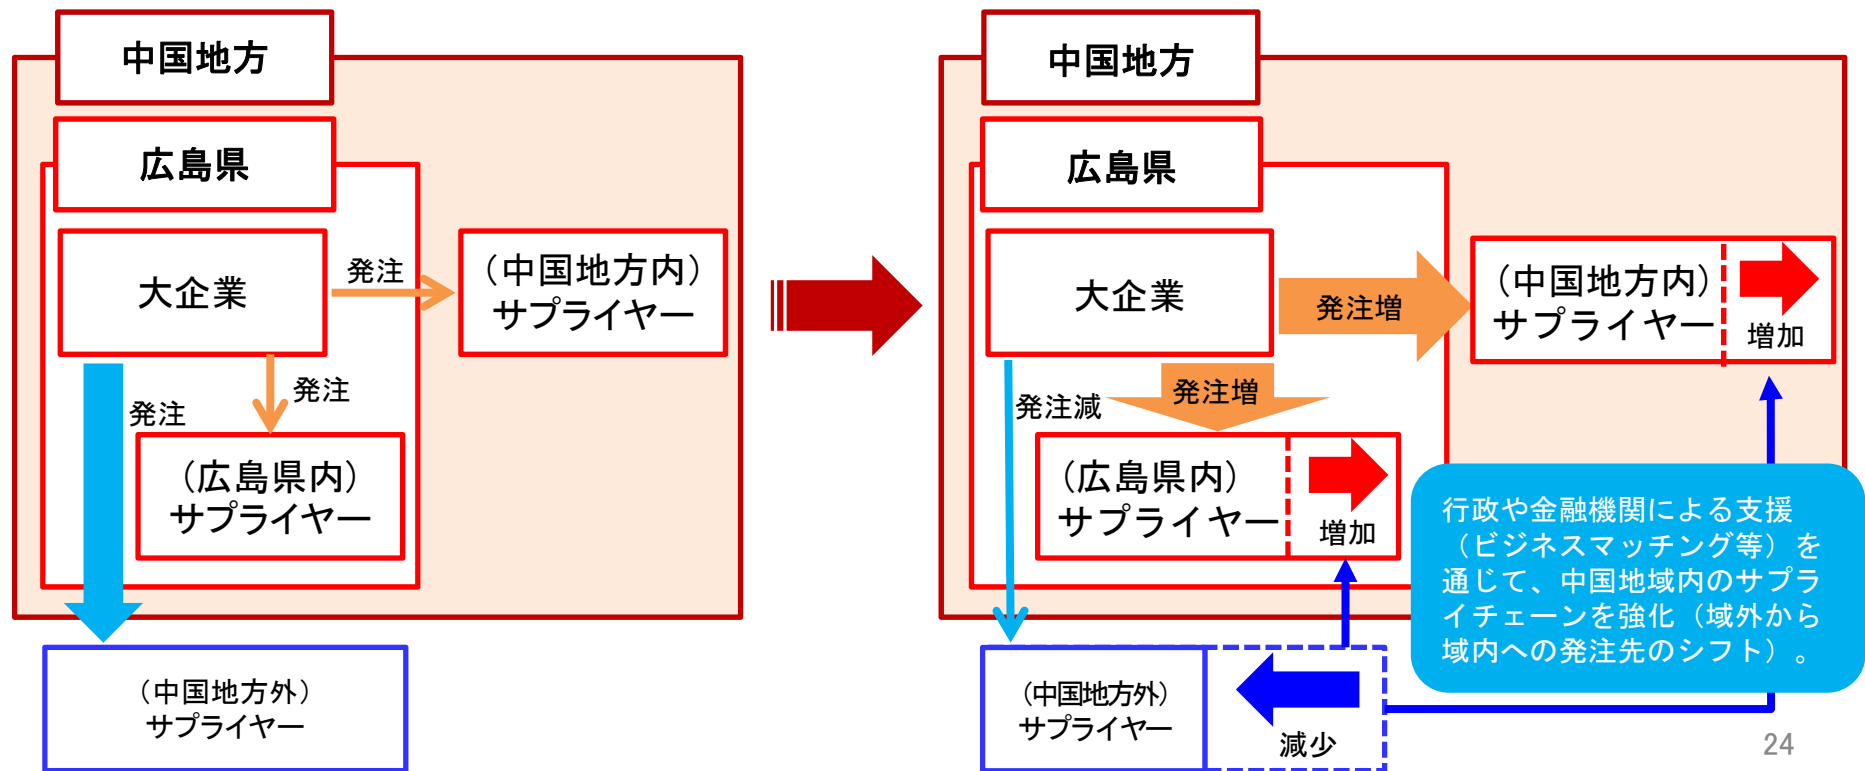 中国地方
広島県
大企業
発注
（中国地方内）
サプライヤー
発注
発注
（広島県内）
サプライヤー
（中国地方外）
サプライヤー
中国地方
広島県
大企業
発注増
（中国地方内）
サプライヤー
増加
発注減
発注増
（広島県内）
サプライヤー
増加
行政や金融機関による支援
（ビジネスマッチング等）を
通じて、中国地域内のサプラ
イチェーンを強化（域外から
域内への発注先のシフト）。
（中国地方外）
サプライヤー
減少
24